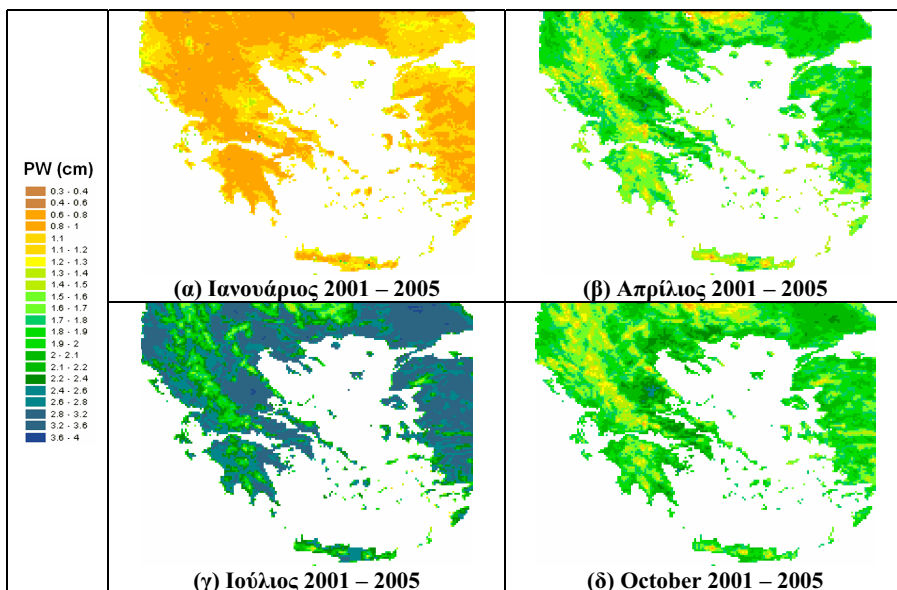 (α) Ιανουάριος 2001 – 2005
(β) Απρίλιος 2001 – 2005
PW (cm)
0.3 - 0.4
0.4 - 0.6
0.6 - 0.8
0.8 - 1
1.1
1.1 - 1.2
1.2 - 1.3
1.3 - 1.4
1.4 - 1.5
1.5 - 1.6
1.6 - 1.7
1.7 - 1.8
1.8 - 1.9
1.9 - 2
2 - 2.1
2.1 - 2.2
2.2 - 2.4
2.4 - 2.6
2.6 - 2.8
2.8 - 3.2
3.2 - 3.6
3.6 - 4
(γ) Ιούλιος 2001 – 2005
(δ) October 2001 – 2005